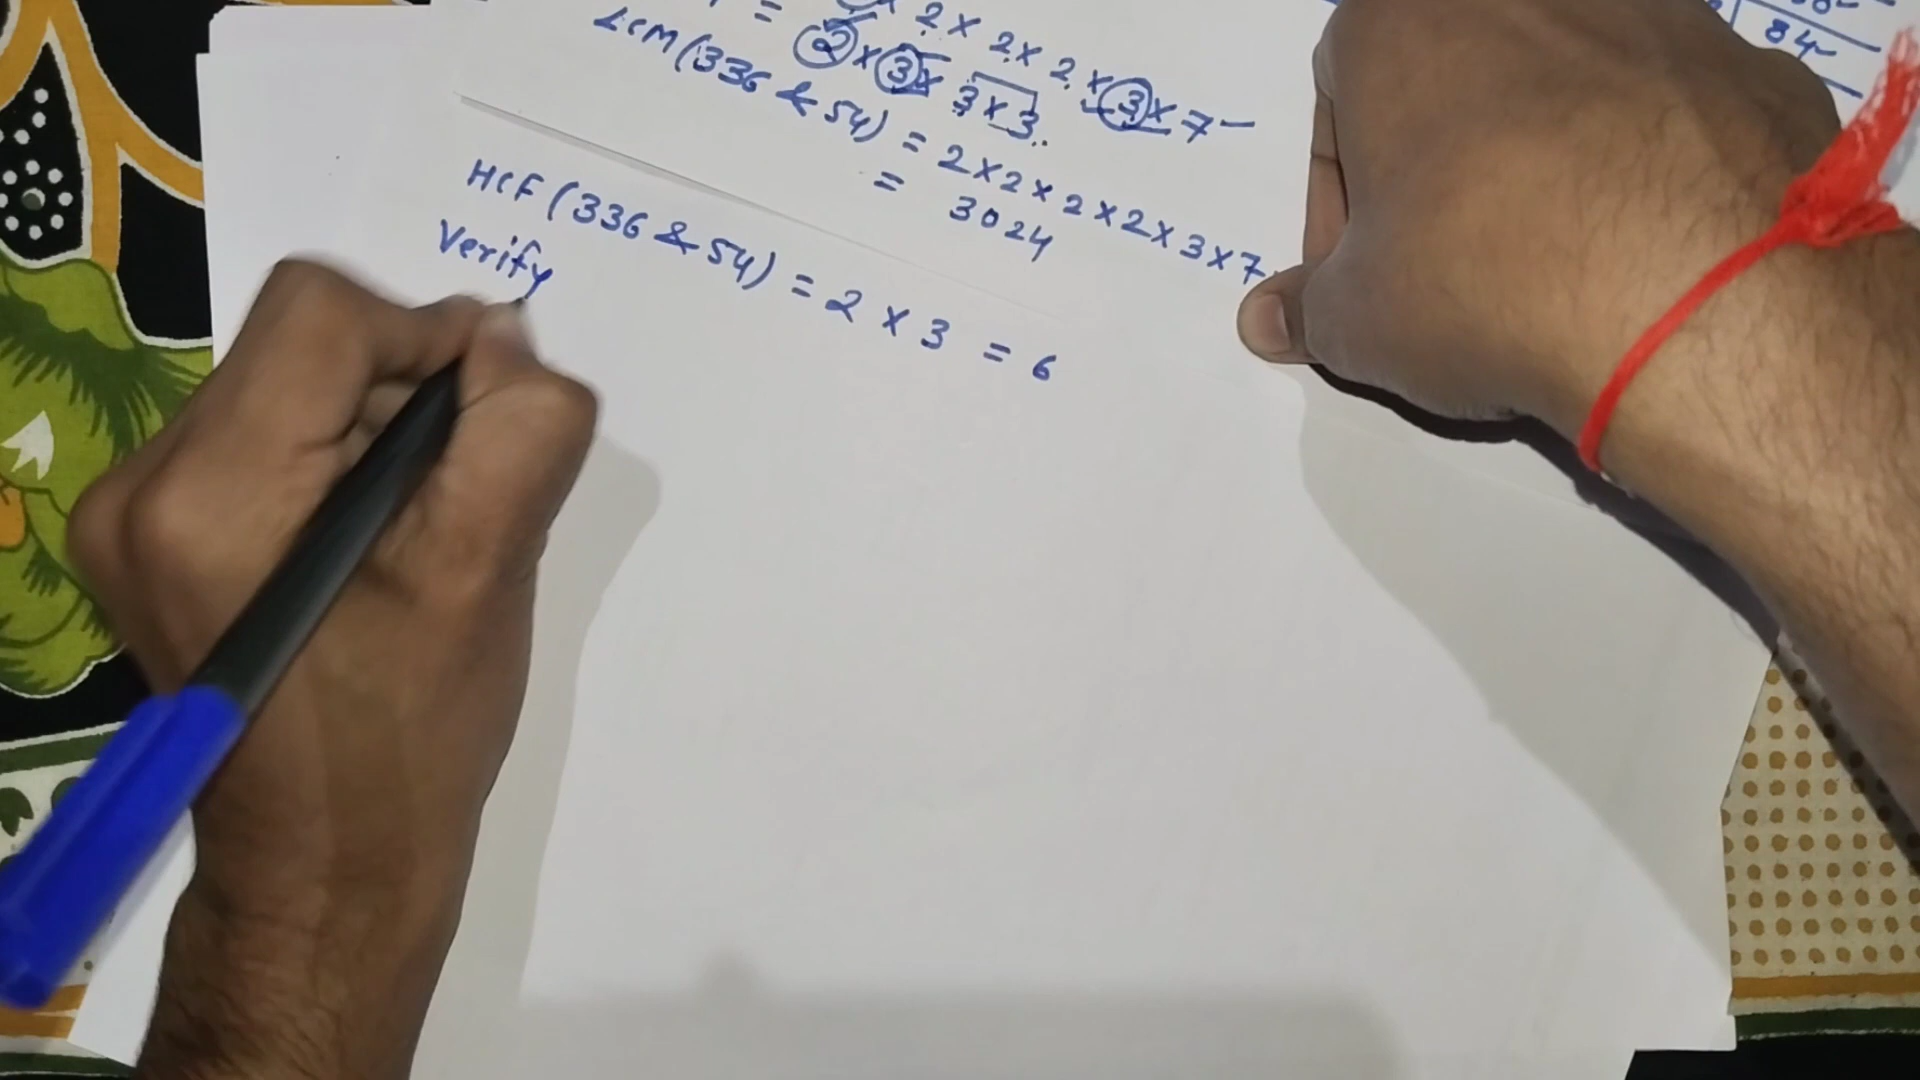 = 2 x 2 x 2 x 3 x 7
= 2 x 3 x 3 x 3
LCM (336 & 54) = 2 x 2 x 2 x 2 x 3 x 7
= 3024
HCF (336 & 54) = 2 x 3 = 6
Verify
84